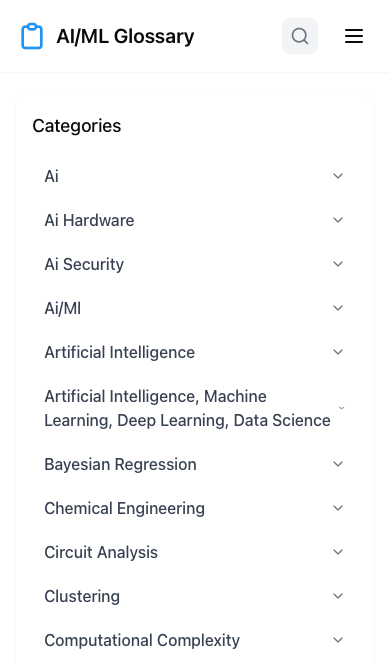 AI/ML Glossary
Categories
Ai
Ai Hardware
Ai Security
Ai/Ml
Artificial Intelligence
Artificial Intelligence, Machine
Learning, Deep Learning, Data Science
Bayesian Regression
Chemical Engineering
Circuit Analysis
Clustering
Computational Complexity